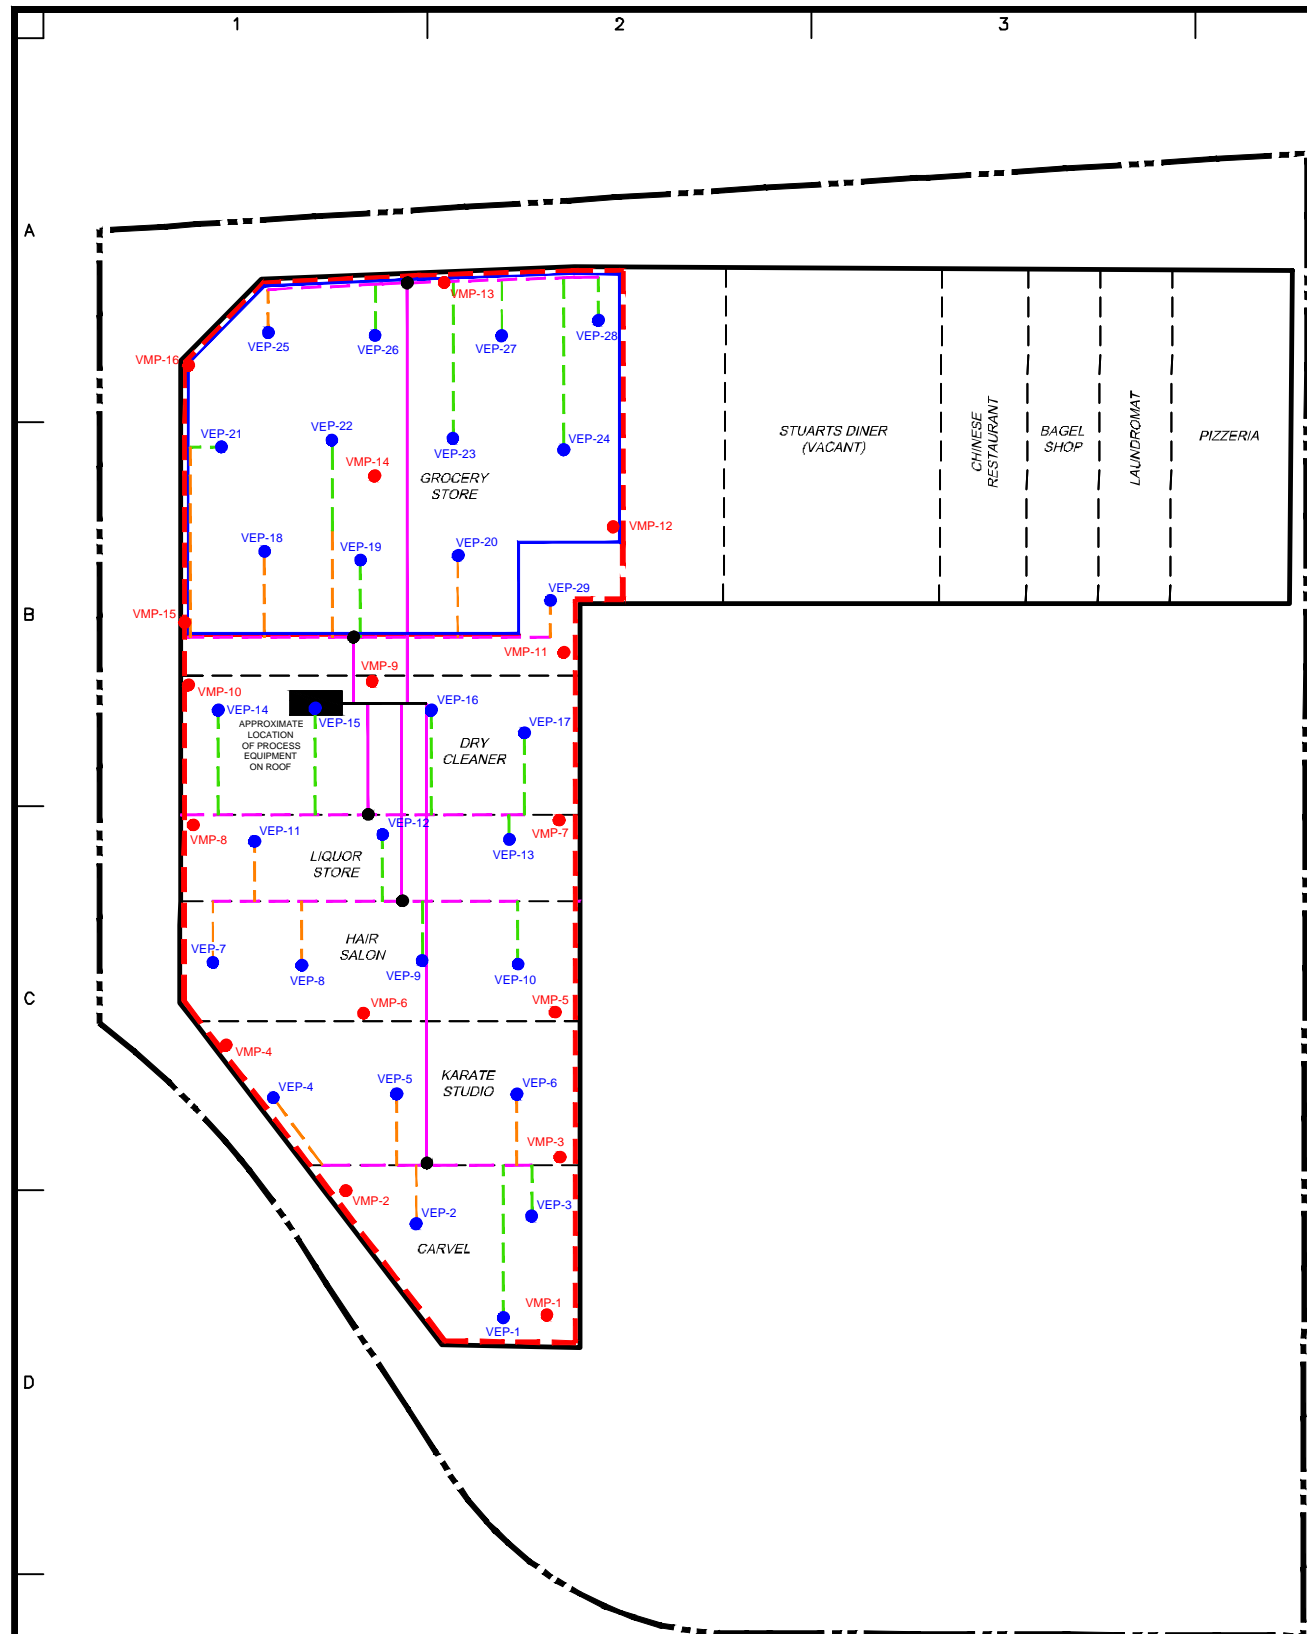 1
2
3
A
VMP-13
VEP-25
VEP-26
VEP-27
VEP-28
VMP-16
VEP-21
VEP-22
VEP-23
VEP-24
VMP-14
GROCERY
STORE
STUARTS DINER
(VACANT)
CHINESE
RESTAURANT
BAGEL
SHOP
LAUNDROMAT
PIZZERIA
VMP-12
VEP-18
VEP-19
VEP-20
VEP-29
B
VMP-15
VMP-11
VMP-9
VMP-10
VEP-14
VEP-15
VEP-16
VEP-17
APPROXIMATE
LOCATION
OF PROCESS
EQUIPMENT
ON ROOF
DRY
CLEANER
VMP-8
VEP-11
VEP-12
VMP-7
VEP-13
LIQUOR
STORE
HAIR
SALON
VEP-7
VEP-8
VEP-9
VEP-10
C
VMP-6
VMP-5
VMP-4
VEP-4
VEP-5
KARATE
STUDIO
VEP-6
VMP-3
VMP-2
VEP-2
VEP-3
CARVEL
VMP-1
VEP-1
D